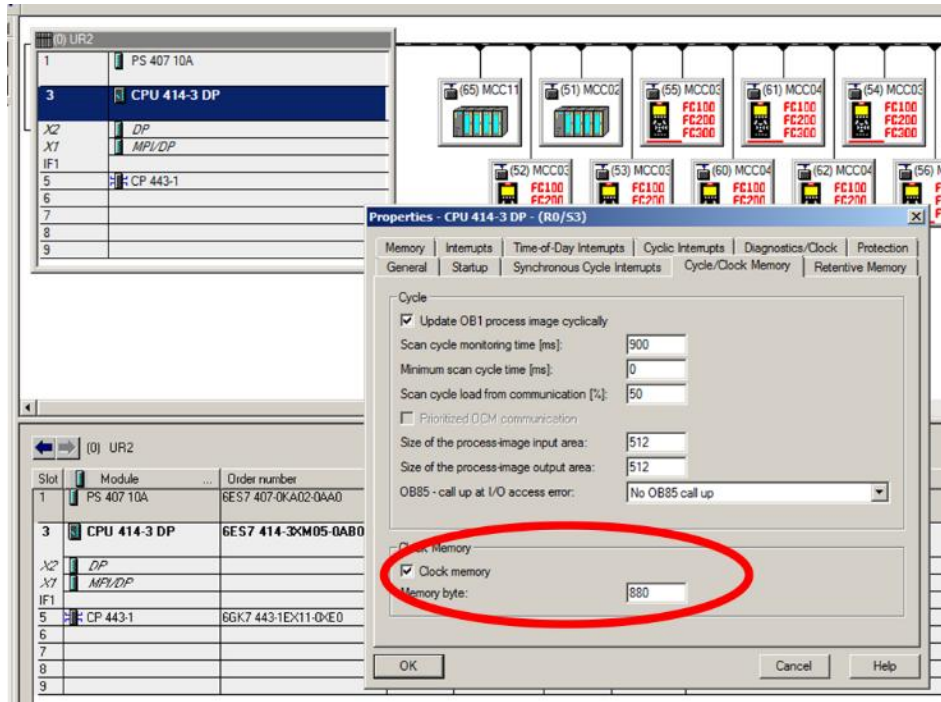 (0) UR2
1 PS 407 10A
3 CPU 414-3 DP
X2 DP
X1 MPI/DP
IF1
5 CP 443-1
6
7
8
9
(65) MCC11
(51) MCC02
(55) MCC03
FC100
FC200
FC300
(61) MCC04
FC100
FC200
FC300
(54) MCC03
FC100
FC200
FC300
(52) MCC03
FC100
FC200
(53) MCC03
FC100
FC200
(60) MCC04
FC100
FC200
(62) MCC04
FC100
FC200
(56)
Properties - CPU 414-3 DP - (R0/S3)
Memory Interrupts Time-of-Day Interrupts Cyclic Interrupts Diagnostics/Clock Protection
General Startup Synchronous Cycle Interrupts Cycle/Clock Memory Retentive Memory
Cycle
Update OB1 process image cyclically
Scan cycle monitoring time [ms]: 900
Minimum scan cycle time [ms]: 0
Scan cycle load from communication [%]: 50
Prioritized OCM communication
Size of the process-image input area: 512
Size of the process-image output area: 512
OB85 - call up at I/O access error: No OB85 call up
Clock Memory
Clock memory
Memory byte: 880
OK Cancel Help
(0) UR2
Slot Module ... Order number
1 PS 407 10A 6ES7 407-0KA02-0AA0
3 CPU 414-3 DP 6ES7 414-3XM05-0AB0
X2 DP
X1 MPI/DP
IF1
5 CP 443-1 6GK7 443-1EX11-0XE0
6
7
8
9